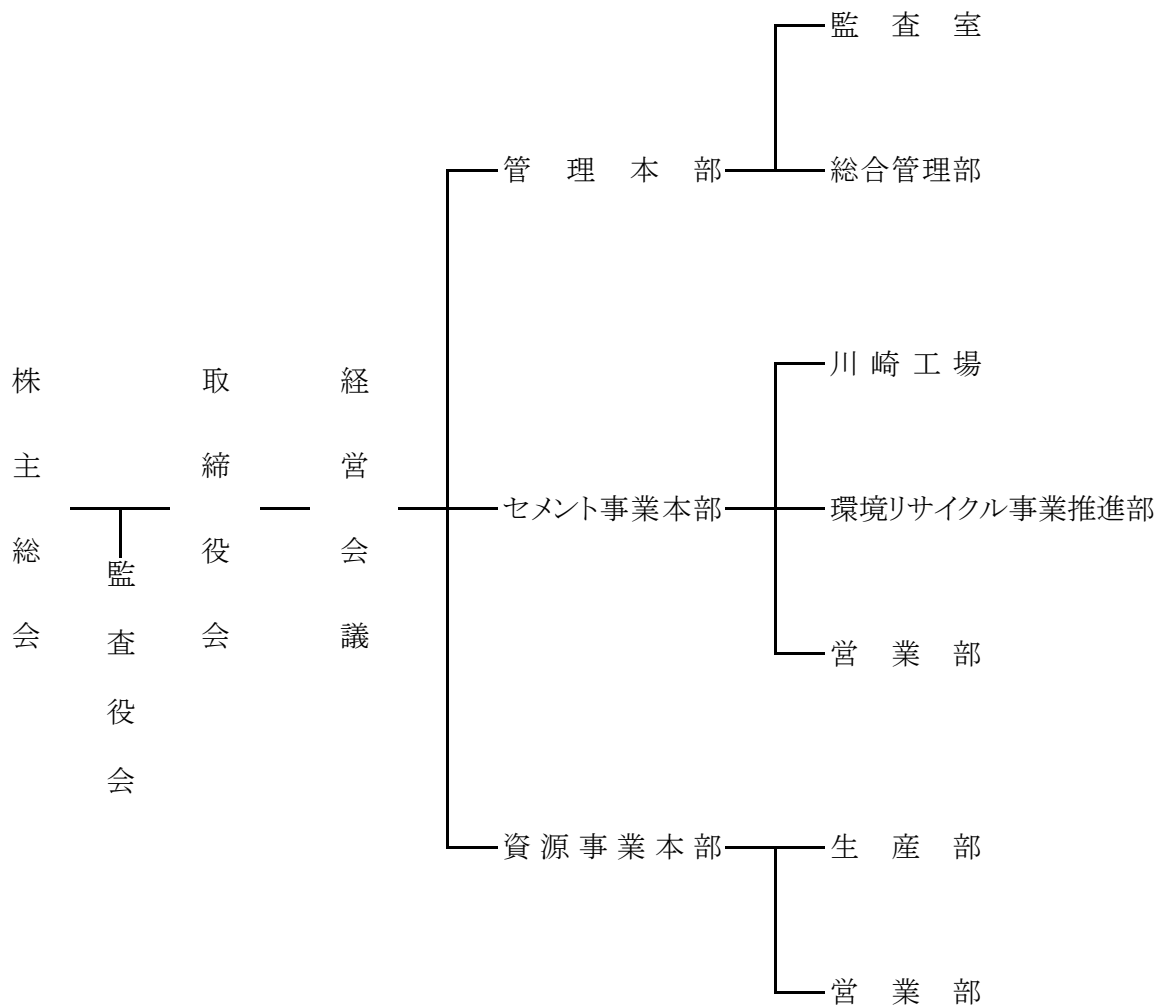 株主総会
監査役会
取締役会
経営会議
管理本部
監査室
総合管理部
セメント事業本部
川崎工場
環境リサイクル事業推進部
営業部
資源事業本部
生産部
営業部